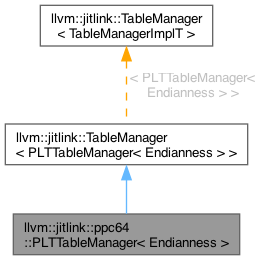 llvm::jitlink::TableManager
< TableManagerImplT >
< PLTTableManager<
Endianness > >
llvm::jitlink::TableManager
< PLTTableManager< Endianness > >
llvm::jitlink::ppc64
::PLTTableManager< Endianness >